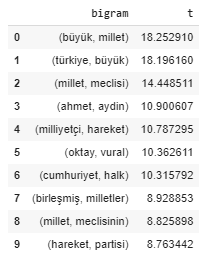 bigram t
0 (büyük, millet) 18.252910
1 (türkiye, büyük) 18.196160
2 (millet, meclisi) 14.448511
3 (ahmet, aydin) 10.900607
4 (milliyetçi, hareket) 10.787295
5 (oktay, vural) 10.362611
6 (cumhuriyet, halk) 10.315792
7 (birleşmiş, milletler) 8.928853
8 (millet, meclisinin) 8.825898
9 (hareket, partisi) 8.763442